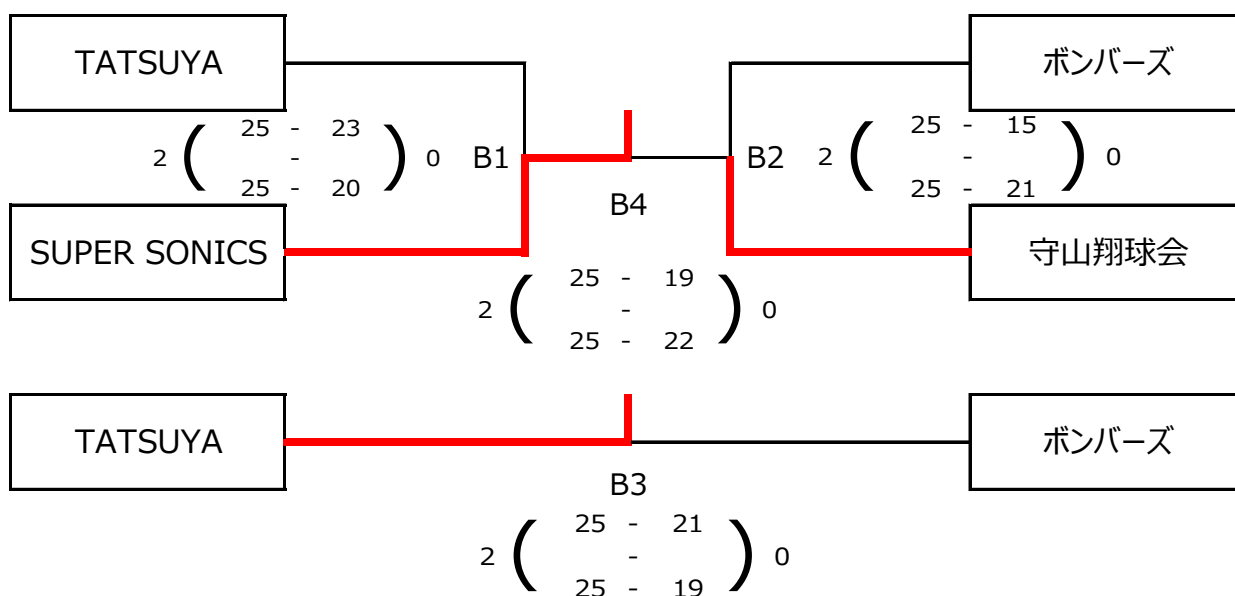 TATSUYA
ボンバーズ
25 - 23
2 ( - ) 0
25 - 20
B1
B2
25 - 15
2 ( - ) 0
25 - 21
B4
SUPER SONICS
守山翔球会
25 - 19
2 ( - ) 0
25 - 22
TATSUYA
ボンバーズ
B3
25 - 21
2 ( - ) 0
25 - 19